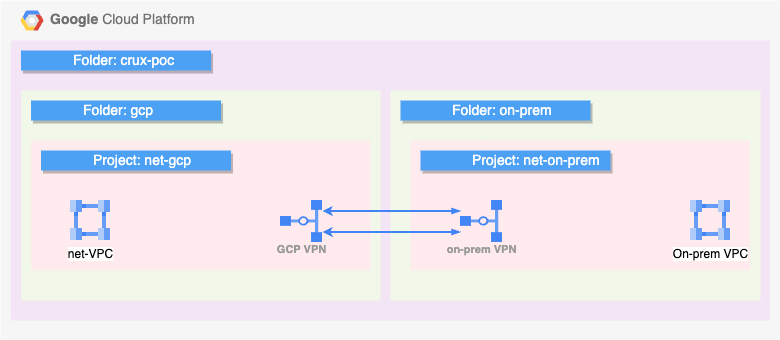 Google Cloud Platform
Folder: crux-poc
Folder: gcp
Folder: on-prem
Project: net-gcp
Project: net-on-prem
net-VPC
GCP VPN
on-prem VPN
On-prem VPC